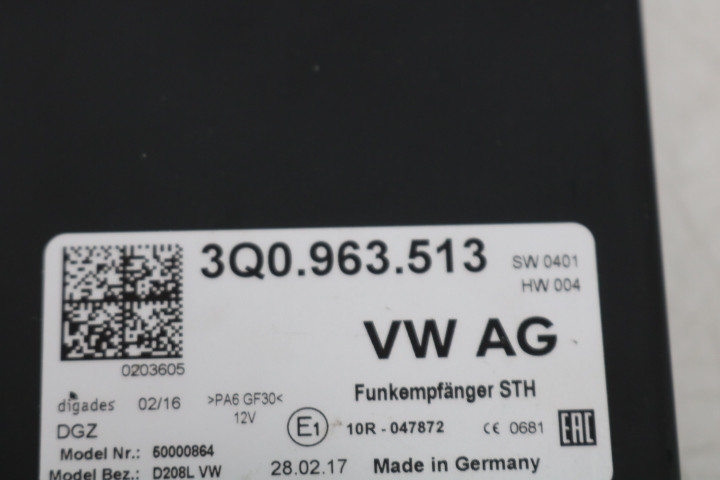 3Q0.963.513 SW 0401
HW 004
VW AG
0203605
Funkempfänger STH
digades 02/16 >PA6 GF30<
12V
DGZ
E1 10R - 047872 CE 0681 EAC
Model Nr.: 50000864
Model Bez.: D208L VW
28.02.17 Made in Germany